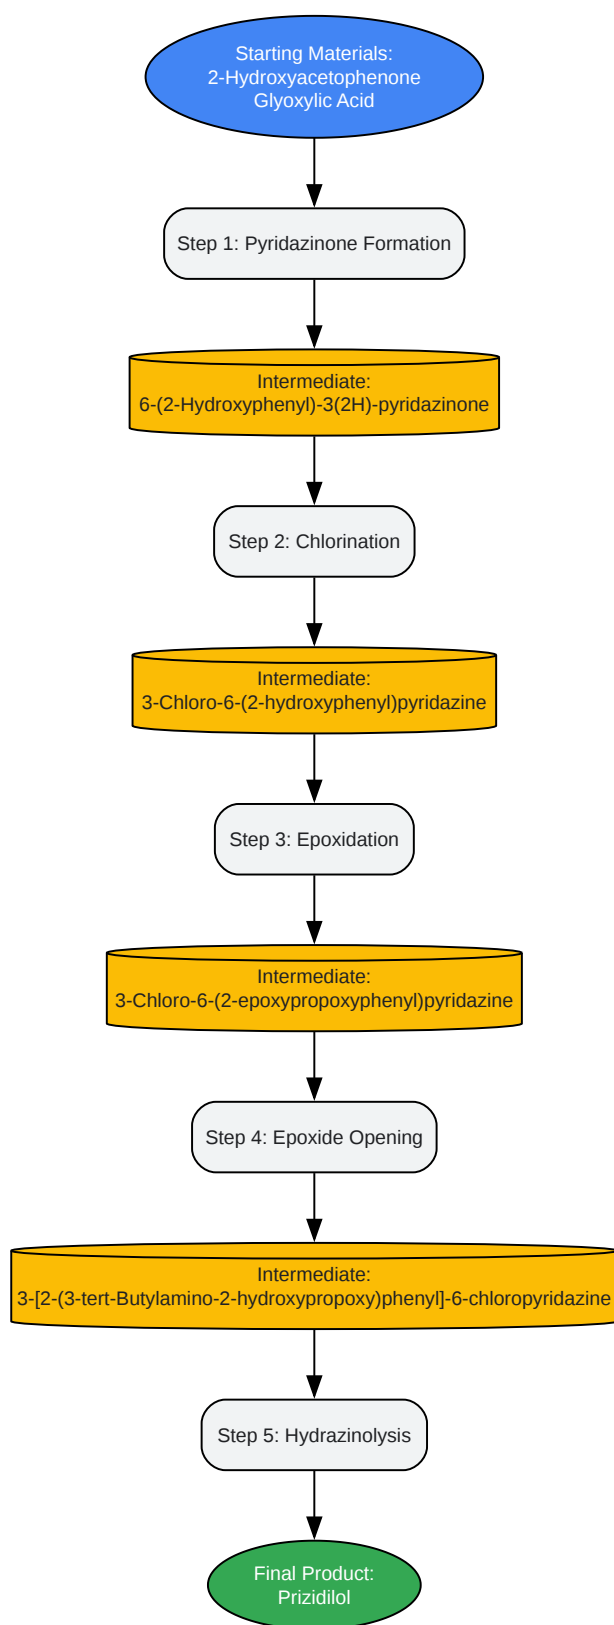 Starting Materials:
2-Hydroxyacetophenone
Glyoxylic Acid
Step 1: Pyridazinone Formation
Intermediate:
6-(2-Hydroxyphenyl)-3(2H)-pyridazinone
Step 2: Chlorination
Intermediate:
3-Chloro-6-(2-hydroxyphenyl)pyridazine
Step 3: Epoxidation
Intermediate:
3-Chloro-6-(2-epoxypropoxyphenyl)pyridazine
Step 4: Epoxide Opening
Intermediate:
3-[2-(3-tert-Butylamino-2-hydroxypropoxy)phenyl]-6-chloropyridazine
Step 5: Hydrazinolysis
Final Product:
Prizidilol